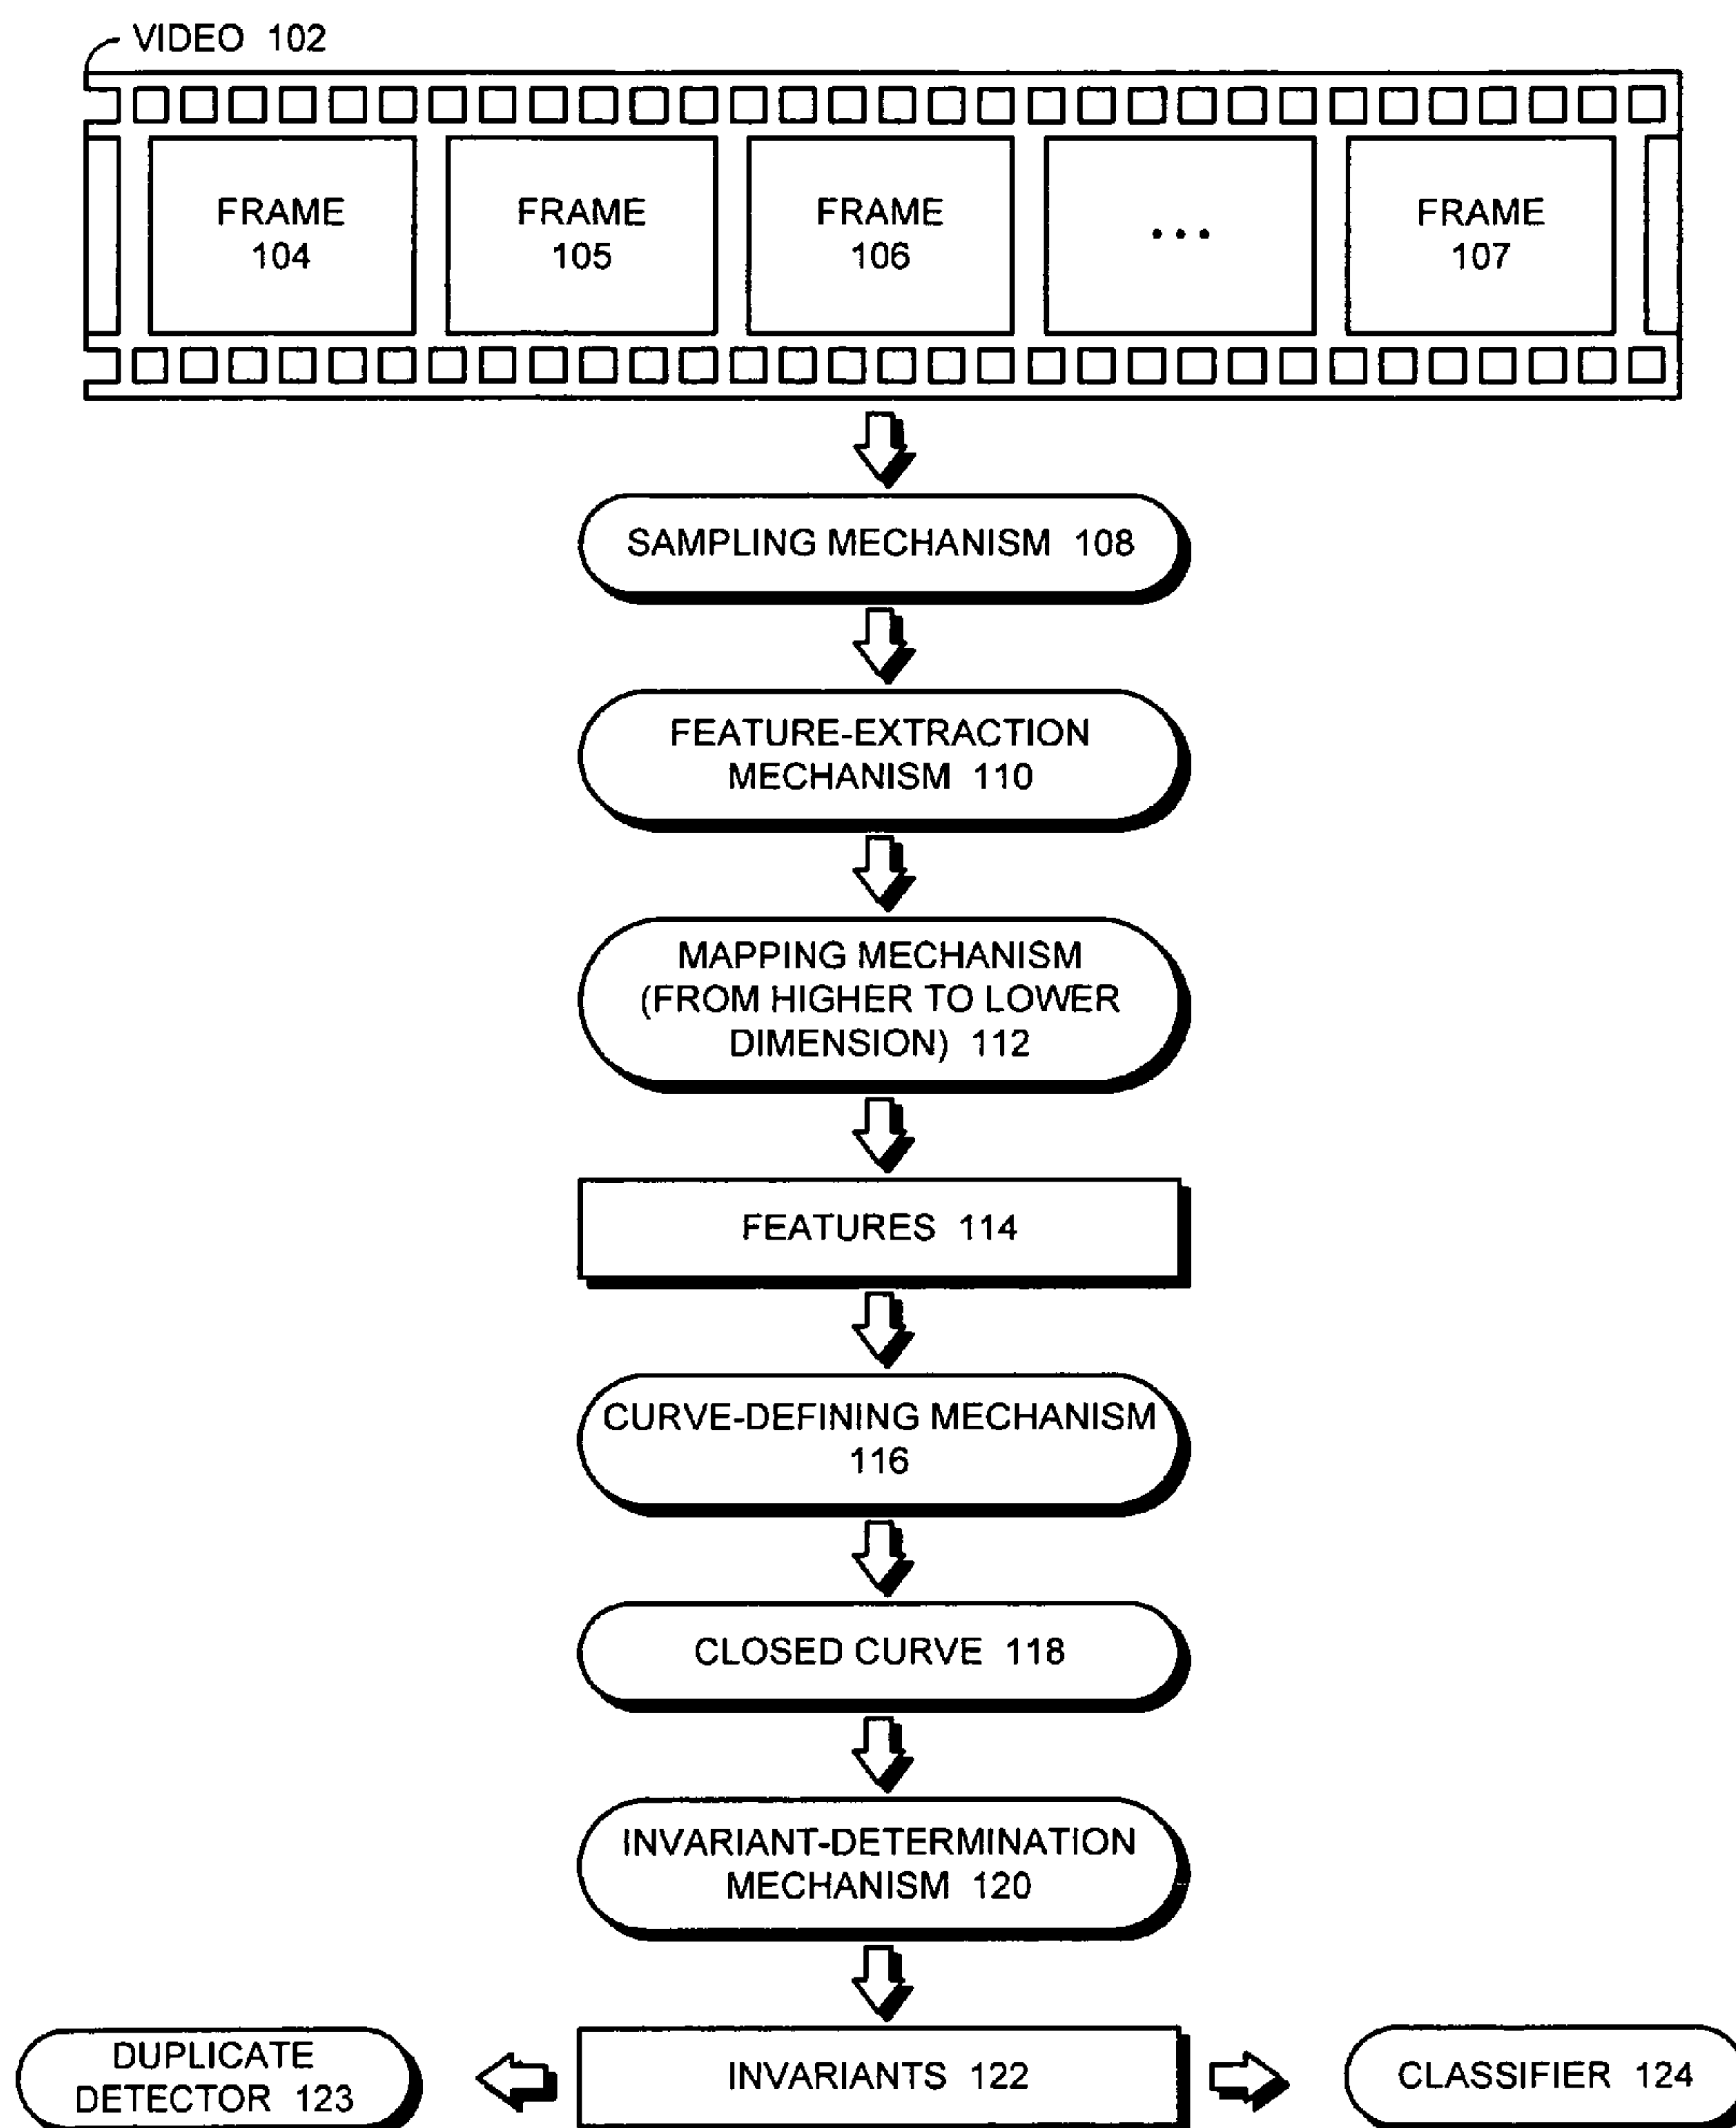 VIDEO 102
FRAME
104
FRAME
105
FRAME
106
...
FRAME
107
SAMPLING MECHANISM 108
FEATURE-EXTRACTION
MECHANISM 110
MAPPING MECHANISM
(FROM HIGHER TO LOWER
DIMENSION) 112
FEATURES 114
CURVE-DEFINING MECHANISM
116
CLOSED CURVE 118
INVARIANT-DETERMINATION
MECHANISM 120
DUPLICATE
DETECTOR 123
INVARIANTS 122
CLASSIFIER 124